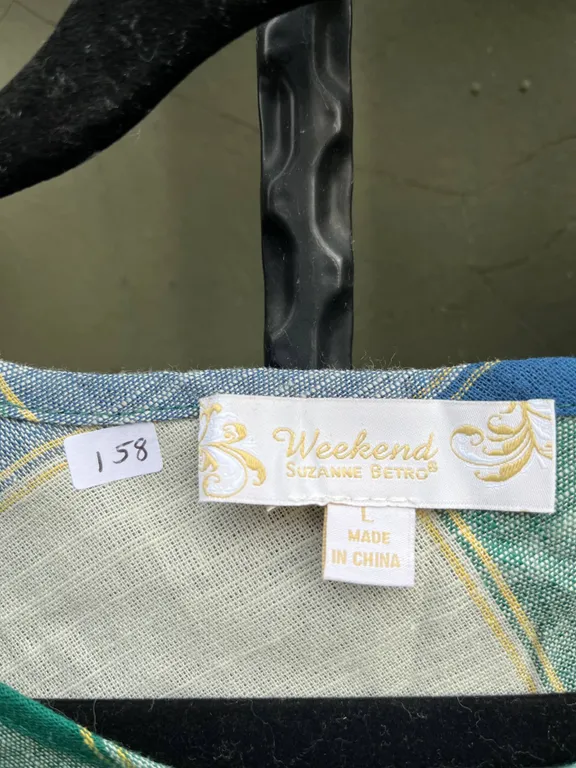 158
Weekend
SUZANNE BETRO®
L
MADE
IN CHINA